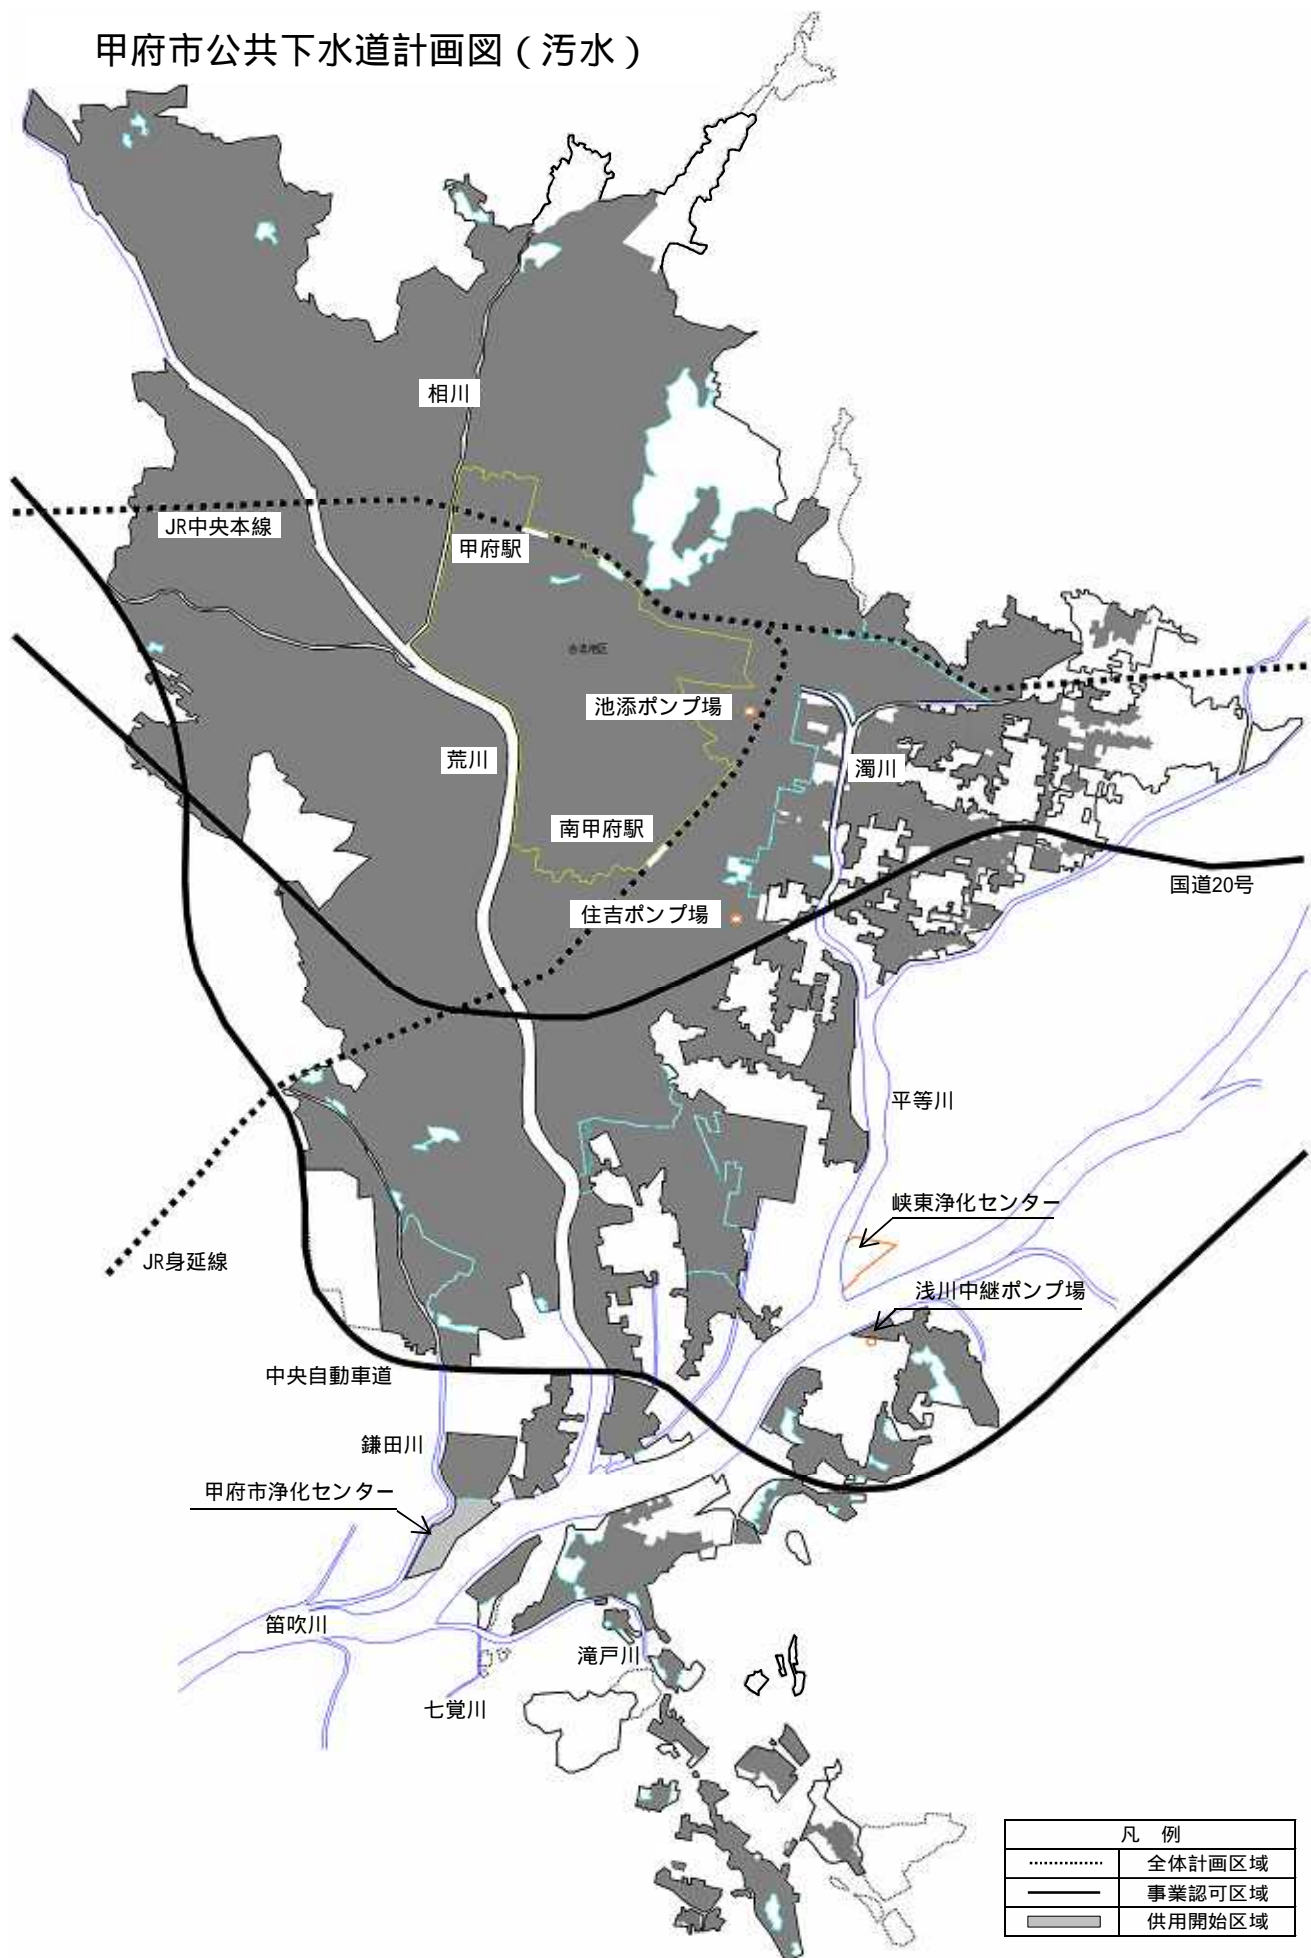 甲府市公共下水道計画図（汚水）
相川
JR中央本線
甲府駅
合流地区
池添ポンプ場
荒川
濁川
南甲府駅
国道20号
住吉ポンプ場
平等川
峡東浄化センター
JR身延線
浅川中継ポンプ場
中央自動車道
鎌田川
甲府市浄化センター
笛吹川
滝戸川
七覚川
凡　例
全体計画区域
事業認可区域
供用開始区域